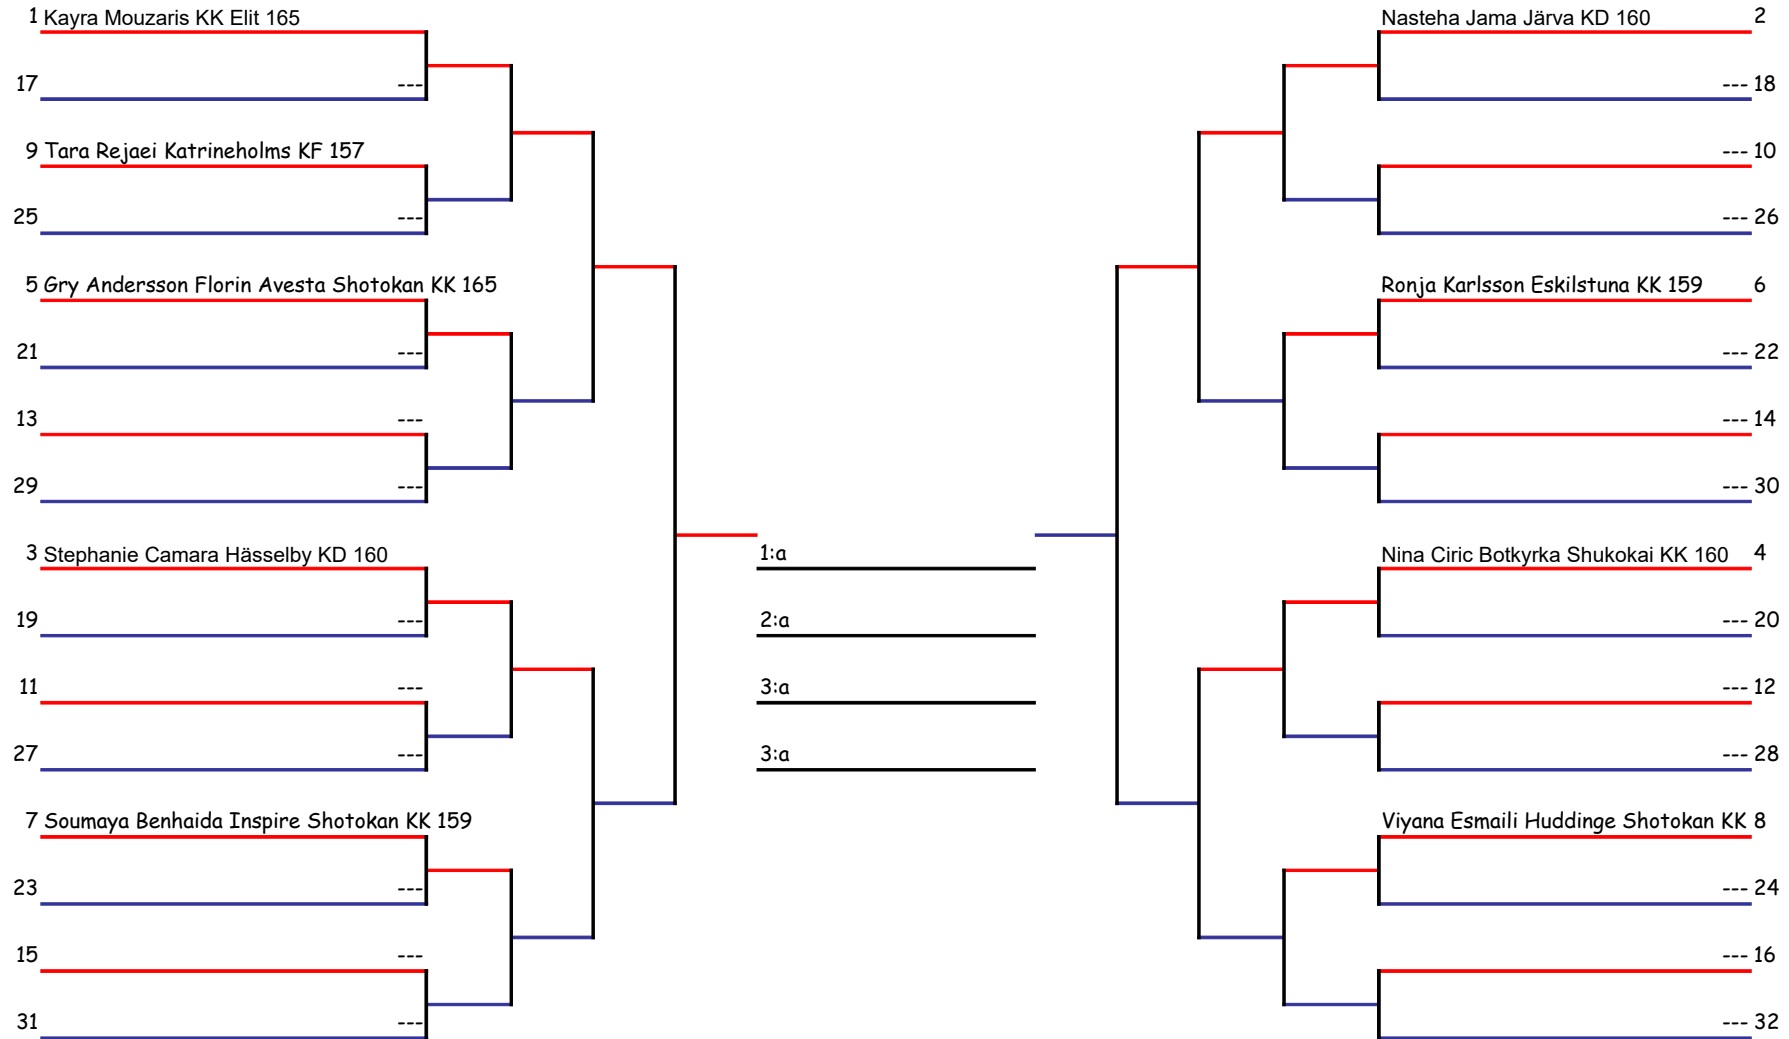 1 Kayra Mouzaris KK Elit 165
17 ---
9 Tara Rejaei Katrineholms KF 157
25 ---
5 Gry Andersson Florin Avesta Shotokan KK 165
21 ---
13 ---
29 ---
3 Stephanie Camara Hässelby KD 160
19 ---
11 ---
27 ---
7 Soumaya Benhaida Inspire Shotokan KK 159
23 ---
15 ---
31 ---
1:a
2:a
3:a
3:a
Nasteha Jama Järva KD 160 2
--- 18
--- 10
--- 26
Ronja Karlsson Eskilstuna KK 159 6
--- 22
--- 14
--- 30
Nina Ciric Botkyrka Shukokai KK 160 4
--- 20
--- 12
--- 28
Viyana Esmaili Huddinge Shotokan KK 8
--- 24
--- 16
--- 32